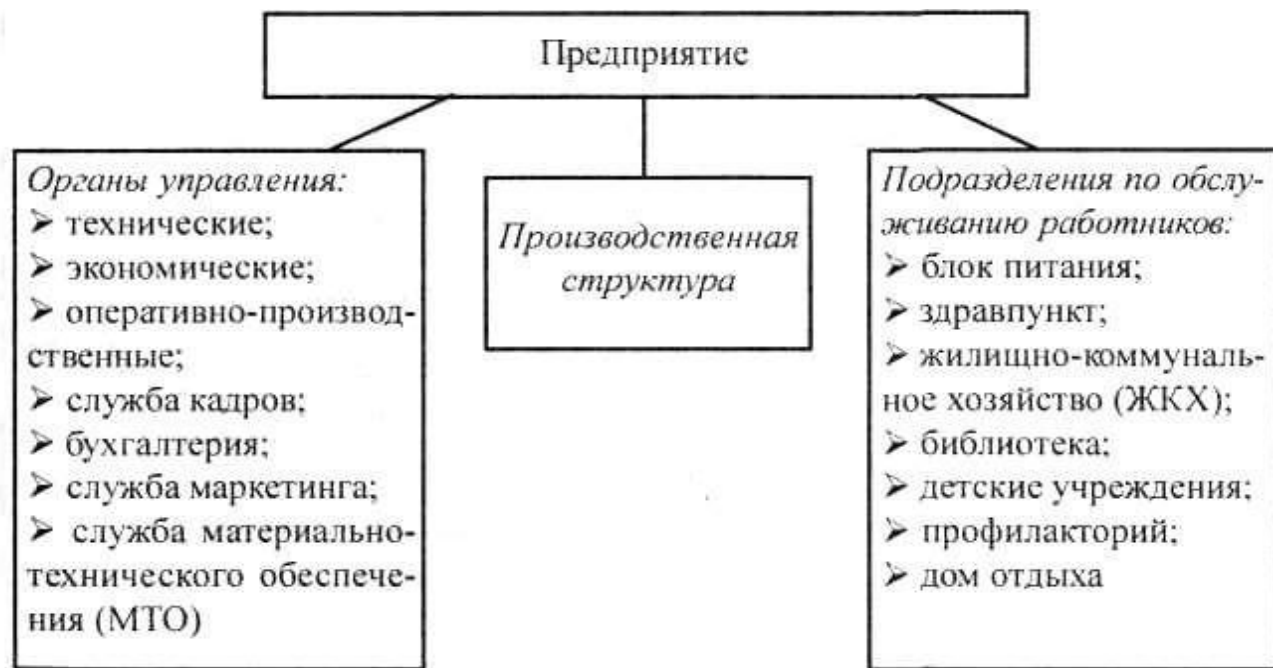 Предприятие
Органы управления:
➢ технические;
➢ экономические;
➢ оперативно-производ-
ственные;
➢ служба кадров;
➢ бухгалтерия;
➢ служба маркетинга;
➢ служба материально-
технического обеспече-
ния (МТО)
Производственная
структура
Подразделения по обслу-
живанию работников:
➢ блок питания;
➢ здравпункт;
➢ жилищно-коммуналь-
ное хозяйство (ЖКХ);
➢ библиотека;
➢ детские учреждения;
➢ профилакторий;
➢ дом отдыха